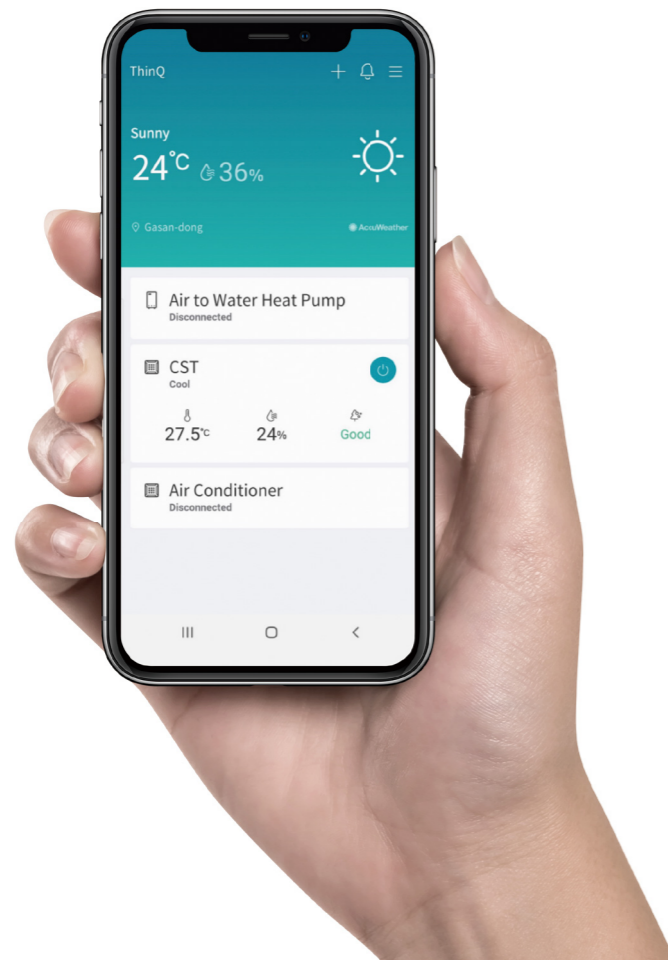 ThinQ
Sunny
24°C 36%
Gasan-dong AccuWeather
Air to Water Heat Pump
Disconnected
CST
Cool
27.5°C 24% Good
Air Conditioner
Disconnected